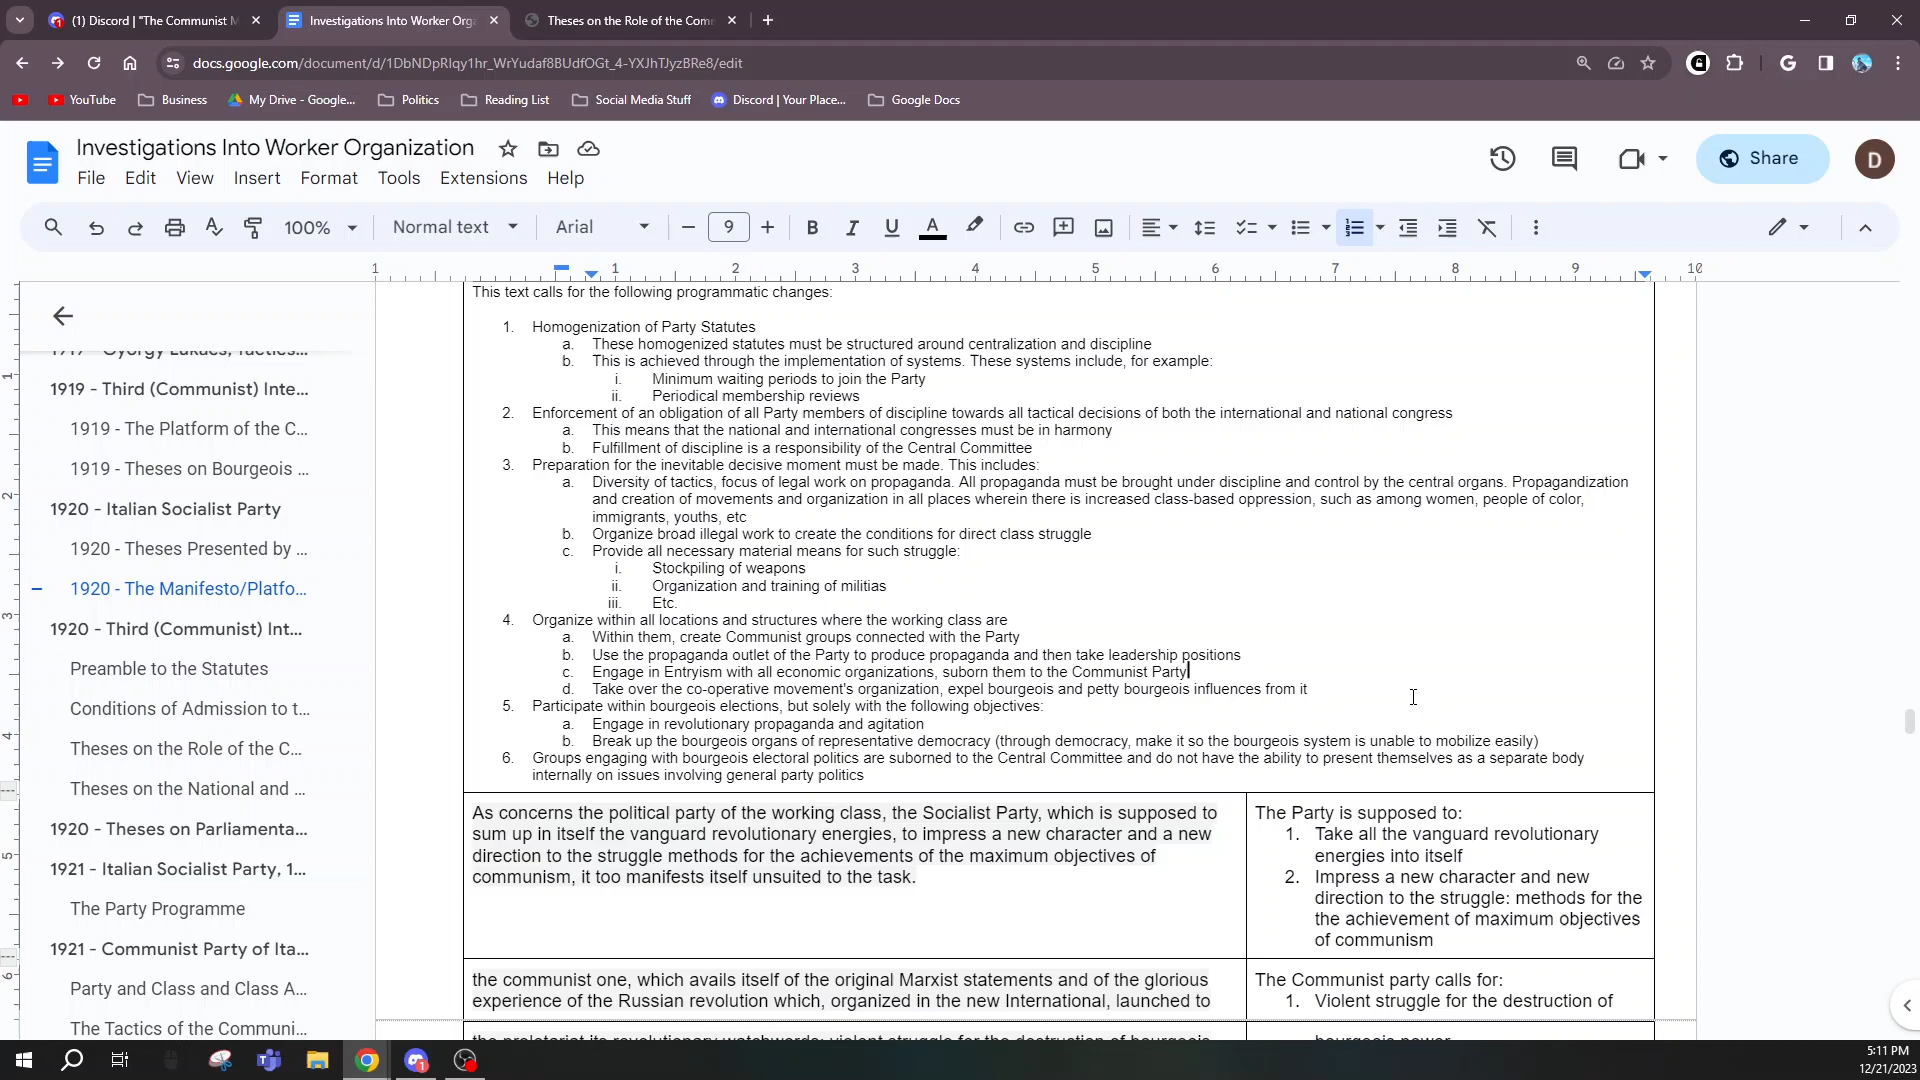 (1) Discord | "The Communist M
Investigations Into Worker Orga
Theses on the Role of the Com
docs.google.com/document/d/1DbNDpRIqy1hr_WrYudaf8BUdfOGt_4-YXJhTJyzBRe8/edit
YouTube
Business
My Drive - Google...
Politics
Reading List
Social Media Stuff
Discord | Your Place...
Google Docs
Investigations Into Worker Organization
File Edit View Insert Format Tools Extensions Help
Share
D
100%
Normal text
Arial
9
1 1 2 3 4 5 6 7 8 9 10
1919 - Third (Communist) Inte...
1919 - The Platform of the C...
1919 - Theses on Bourgeois ...
1920 - Italian Socialist Party
1920 - Theses Presented by ...
1920 - The Manifesto/Platfo...
1920 - Third (Communist) Int...
Preamble to the Statutes
Conditions of Admission to t...
Theses on the Role of the C...
Theses on the National and ...
1920 - Theses on Parliamenta...
1921 - Italian Socialist Party, 1...
The Party Programme
1921 - Communist Party of Ita...
Party and Class and Class A...
The Tactics of the Communi...
1
2
3
4
5
6
This text calls for the following programmatic changes:
1. Homogenization of Party Statutes
a. These homogenized statutes must be structured around centralization and discipline
b. This is achieved through the implementation of systems. These systems include, for example:
i. Minimum waiting periods to join the Party
ii. Periodical membership reviews
2. Enforcement of an obligation of all Party members of discipline towards all tactical decisions of both the international and national congress
a. This means that the national and international congresses must be in harmony
b. Fulfillment of discipline is a responsibility of the Central Committee
3. Preparation for the inevitable decisive moment must be made. This includes:
a. Diversity of tactics, focus of legal work on propaganda. All propaganda must be brought under discipline and control by the central organs. Propagandization
and creation of movements and organization in all places wherein there is increased class-based oppression, such as among women, people of color,
immigrants, youths, etc
b. Organize broad illegal work to create the conditions for direct class struggle
c. Provide all necessary material means for such struggle:
i. Stockpiling of weapons
ii. Organization and training of militias
iii. Etc.
4. Organize within all locations and structures where the working class are
a. Within them, create Communist groups connected with the Party
b. Use the propaganda outlet of the Party to produce propaganda and then take leadership positions
c. Engage in Entryism with all economic organizations, suborn them to the Communist Party
d. Take over the co-operative movement's organization, expel bourgeois and petty bourgeois influences from it
5. Participate within bourgeois elections, but solely with the following objectives:
a. Engage in revolutionary propaganda and agitation
b. Break up the bourgeois organs of representative democracy (through democracy, make it so the bourgeois system is unable to mobilize easily)
6. Groups engaging with bourgeois electoral politics are suborned to the Central Committee and do not have the ability to present themselves as a separate body
internally on issues involving general party politics
As concerns the political party of the working class, the Socialist Party, which is supposed to
sum up in itself the vanguard revolutionary energies, to impress a new character and a new
direction to the struggle methods for the achievements of the maximum objectives of
communism, it too manifests itself unsuited to the task.
The Party is supposed to:
1. Take all the vanguard revolutionary
energies into itself
2. Impress a new character and new
direction to the struggle: methods for the
the achievement of maximum objectives
of communism
the communist one, which avails itself of the original Marxist statements and of the glorious
experience of the Russian revolution which, organized in the new International, launched to
The Communist party calls for:
1. Violent struggle for the destruction of
5:11 PM
12/21/2023